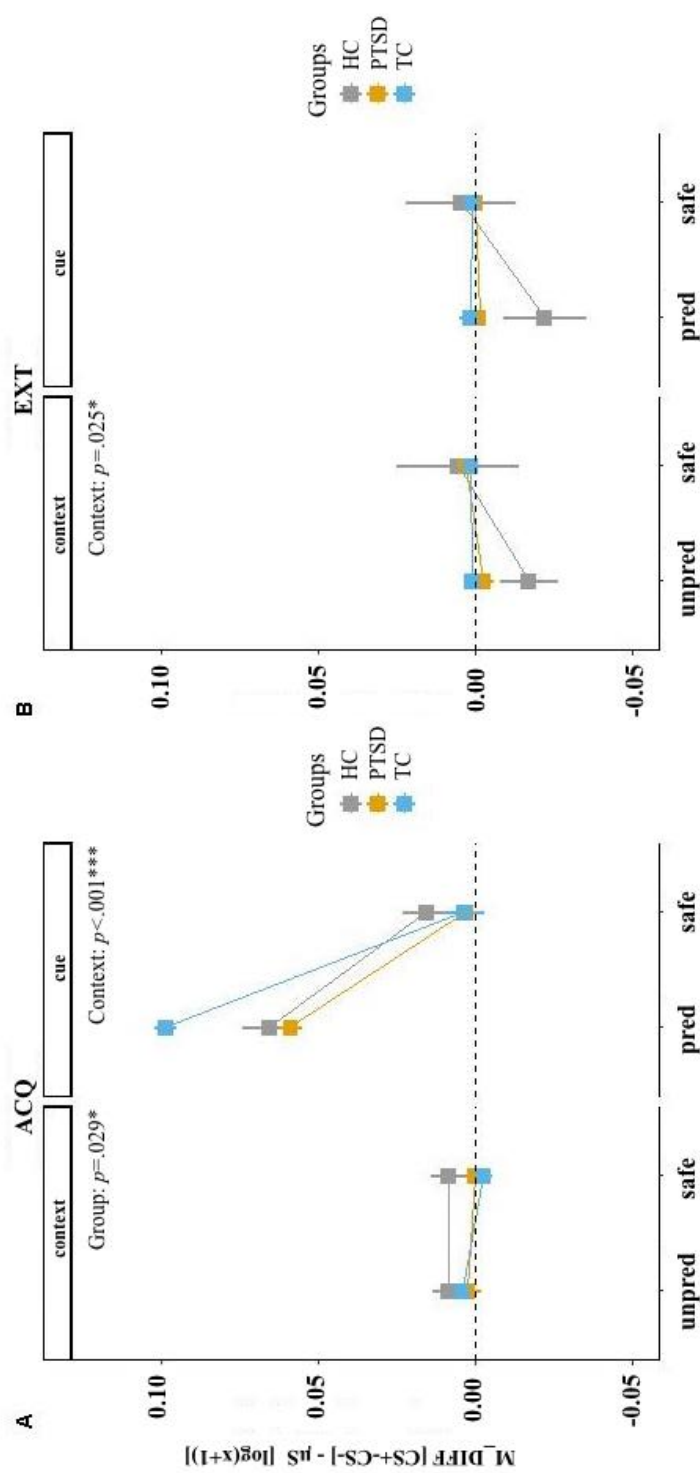 A
ACQ
context
cue
Group: p=.029*
Context: p<.001***
0.10
0.05
0.00
-0.05
M_DIFF [CS+-CS-] - µS [log(x+1)]
unpred
safe
pred
safe
Groups
HC
PTSD
TC
B
EXT
context
cue
Context: p=.025*
0.10
0.05
0.00
-0.05
unpred
safe
pred
safe
Groups
HC
PTSD
TC